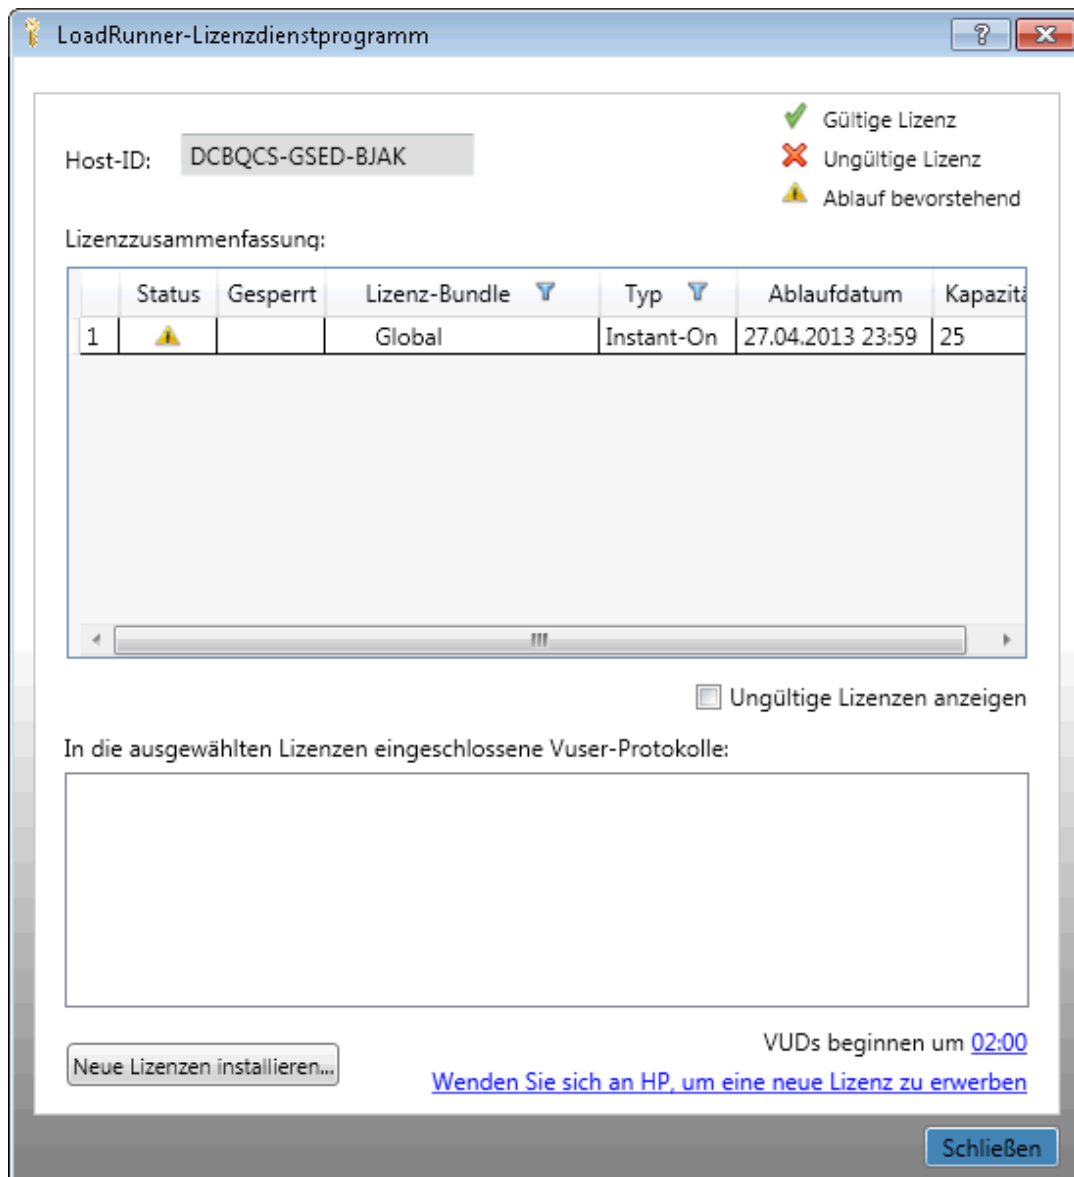 LoadRunner-Lizenzdienstprogramm
Gültige Lizenz
Host-ID: DCBQCS-GSED-BJAK
Ungültige Lizenz
Ablauf bevorstehend
Lizenzzusammenfassung:
Status Gesperrt Lizenz-Bundle Typ Ablaufdatum Kapazitä
1 Global Instant-On 27.04.2013 23:59 25
Ungültige Lizenzen anzeigen
In die ausgewählten Lizenzen eingeschlossene Vuser-Protokolle:
VUDs beginnen um 02:00
Neue Lizenzen installieren...
Wenden Sie sich an HP, um eine neue Lizenz zu erwerben
Schließen